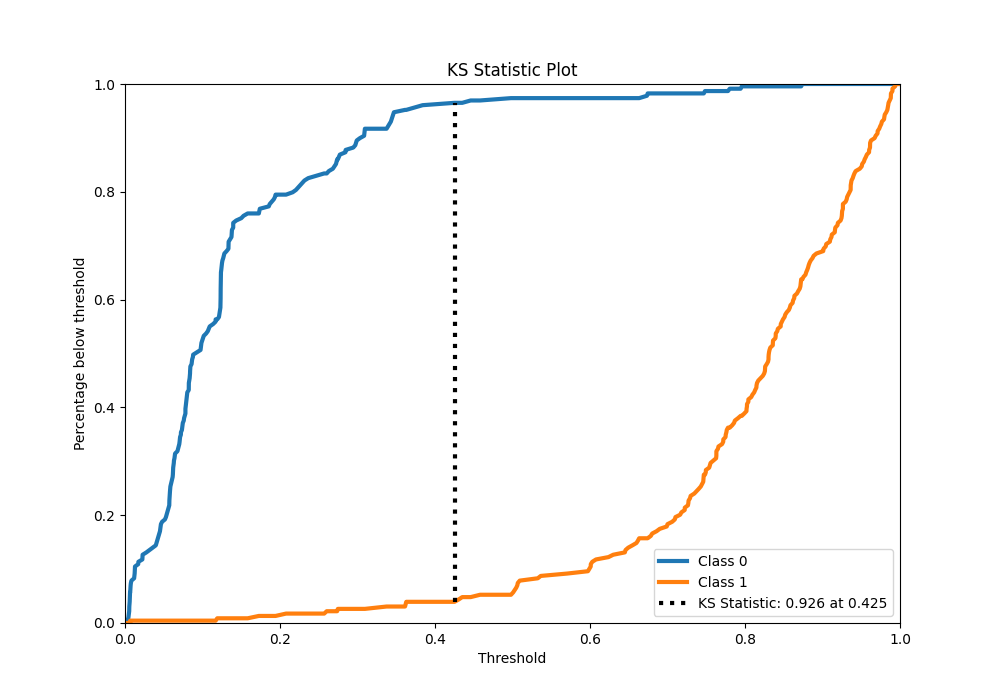 KS Statistic Plot
Percentage below threshold
1.0
0.8
0.6
0.4
0.2
0.0
0.0 0.2 0.4 0.6 0.8 1.0
Threshold
Class 0
Class 1
KS Statistic: 0.926 at 0.425